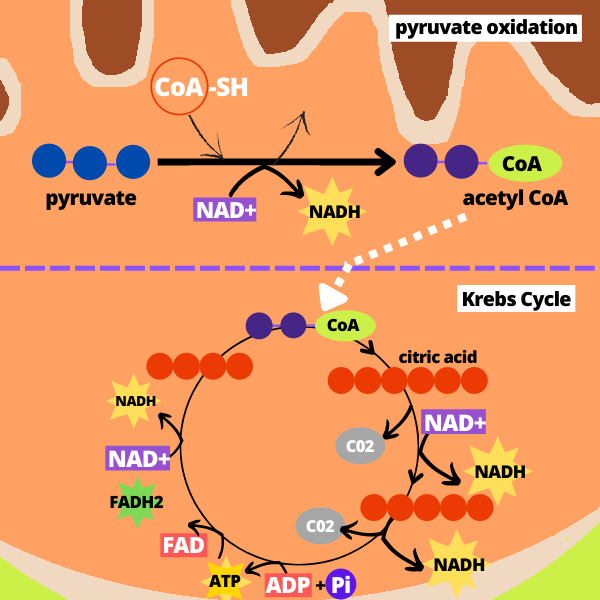 pyruvate oxidation
CoA-SH
CoA
pyruvate
acetyl CoA
NAD+
NADH
Krebs Cycle
CoA
citric acid
NADH
NAD+
C02
NAD+
NADH
FADH2
C02
FAD
NADH
ATP
ADP + Pi